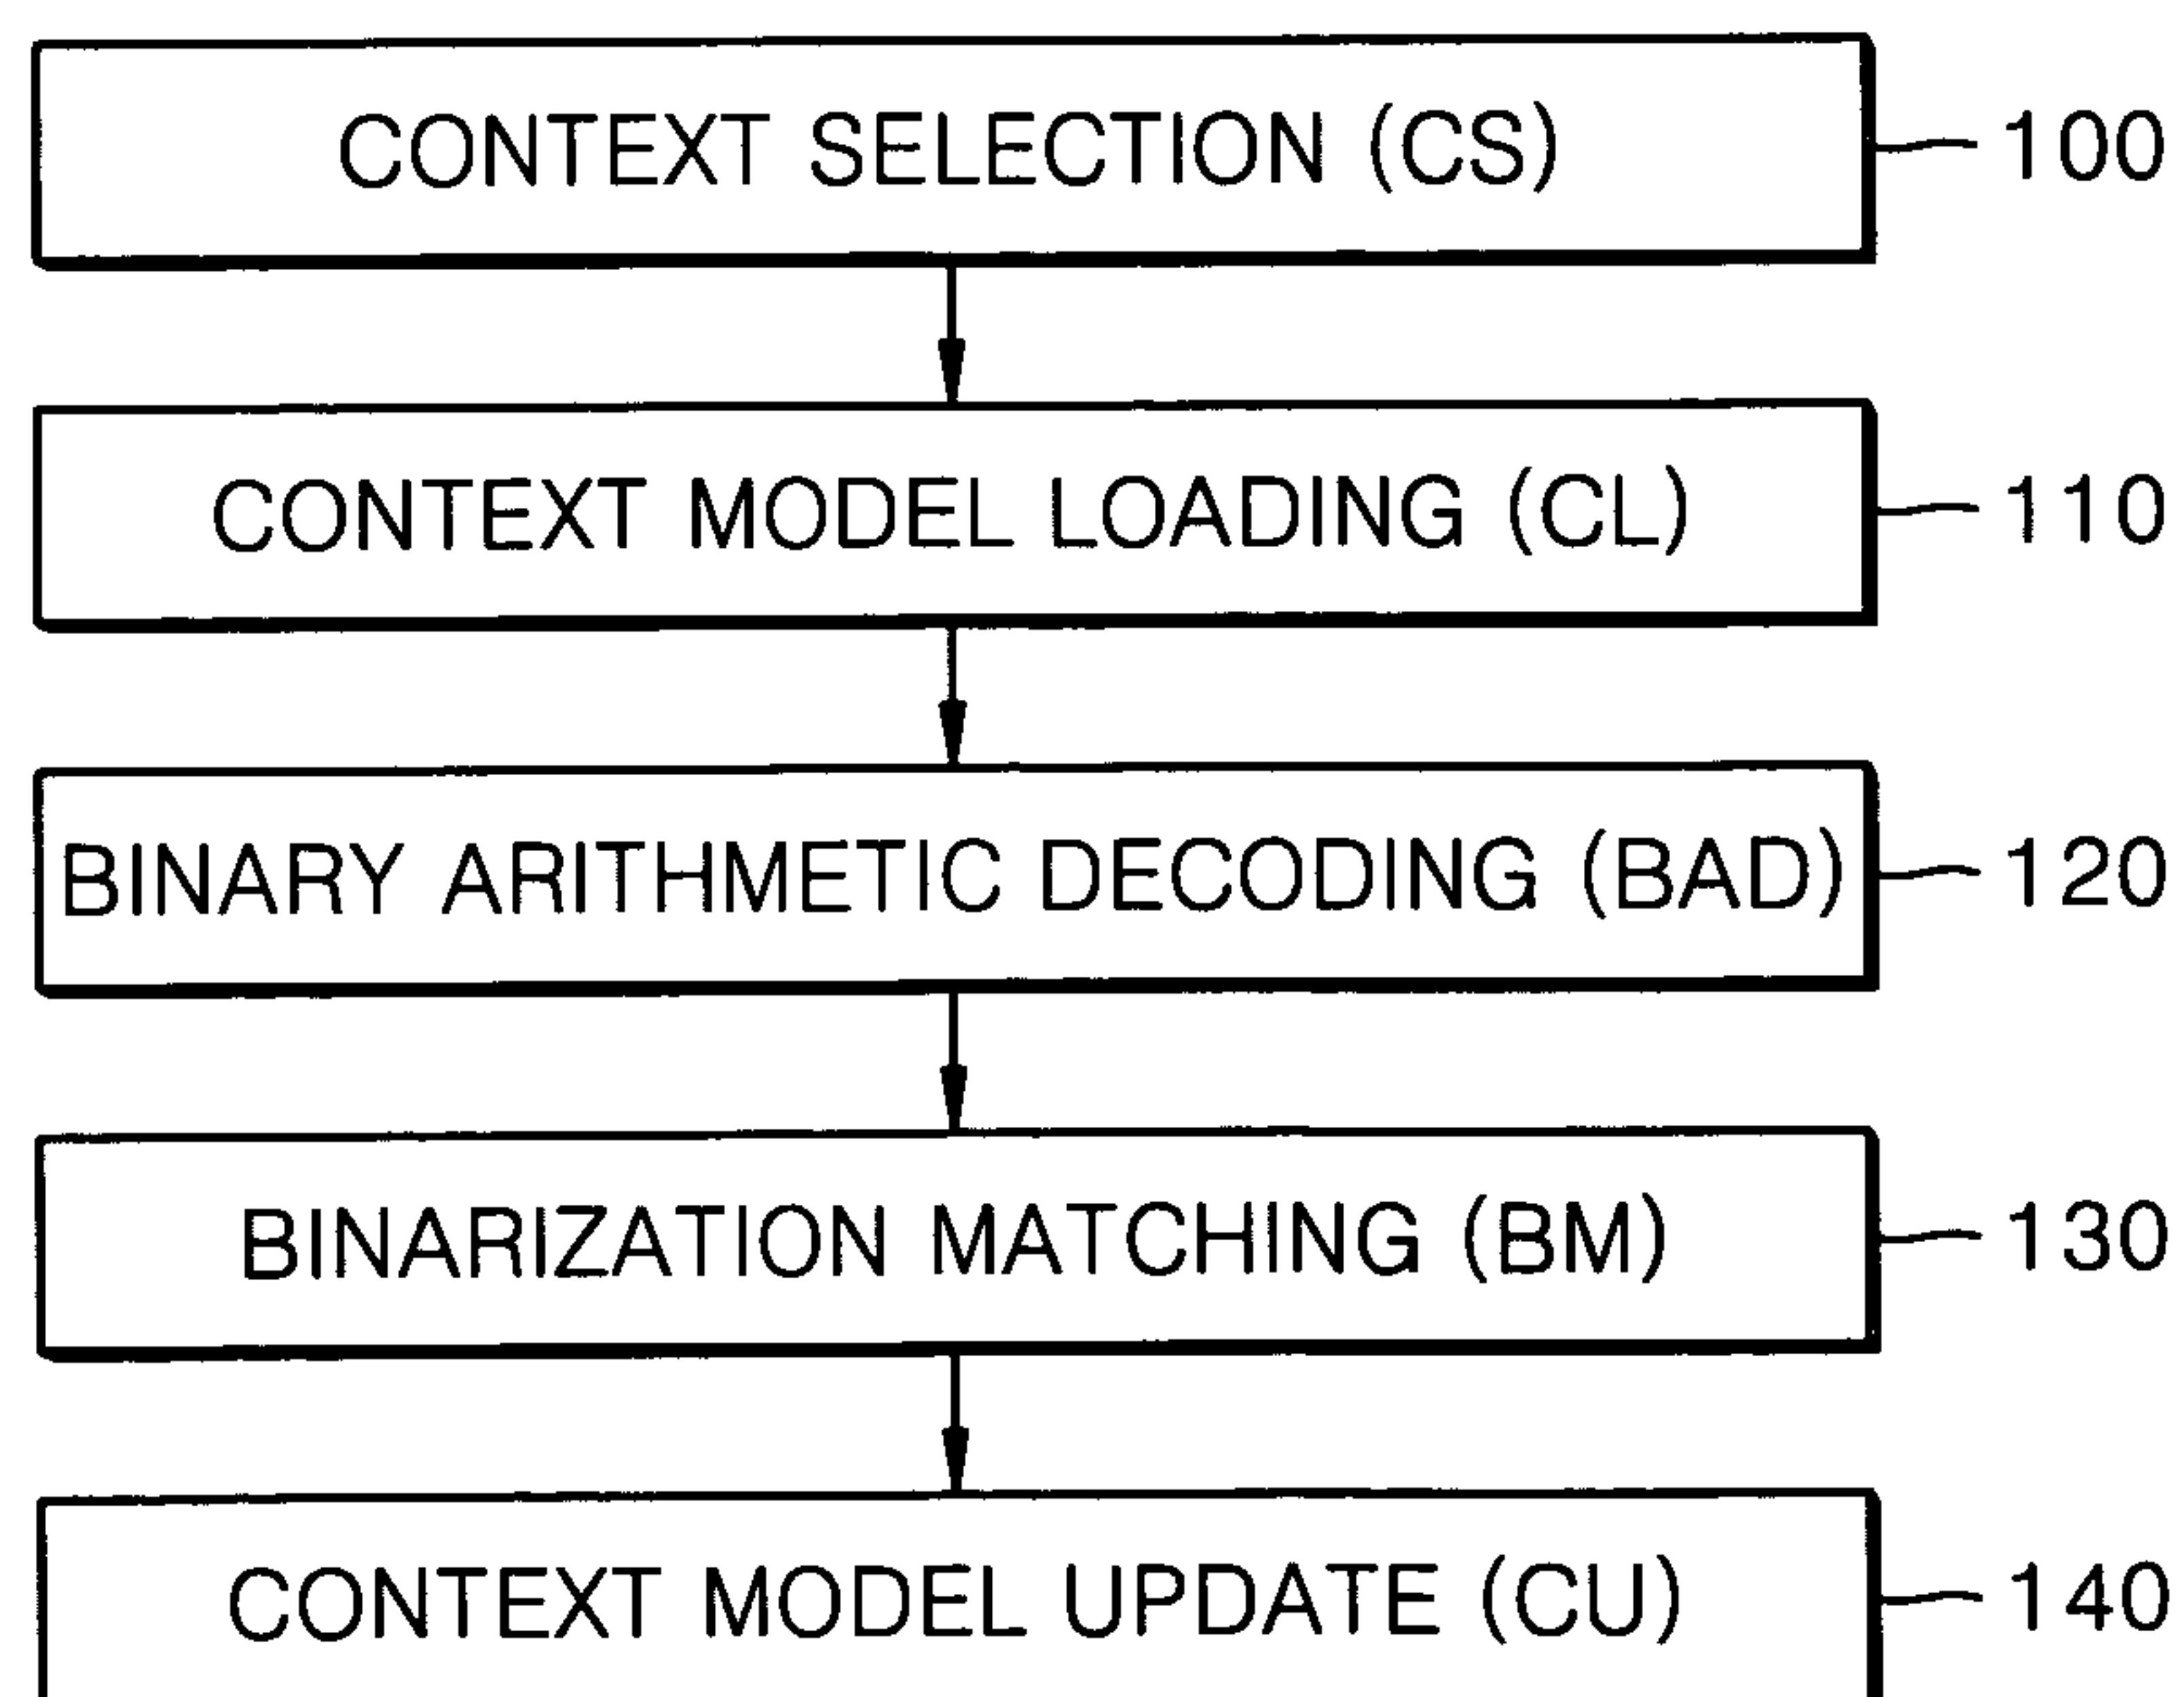 CONTEXT SELECTION (CS) 100
CONTEXT MODEL LOADING (CL) 110
BINARY ARITHMETIC DECODING (BAD) 120
BINARIZATION MATCHING (BM) 130
CONTEXT MODEL UPDATE (CU) 140